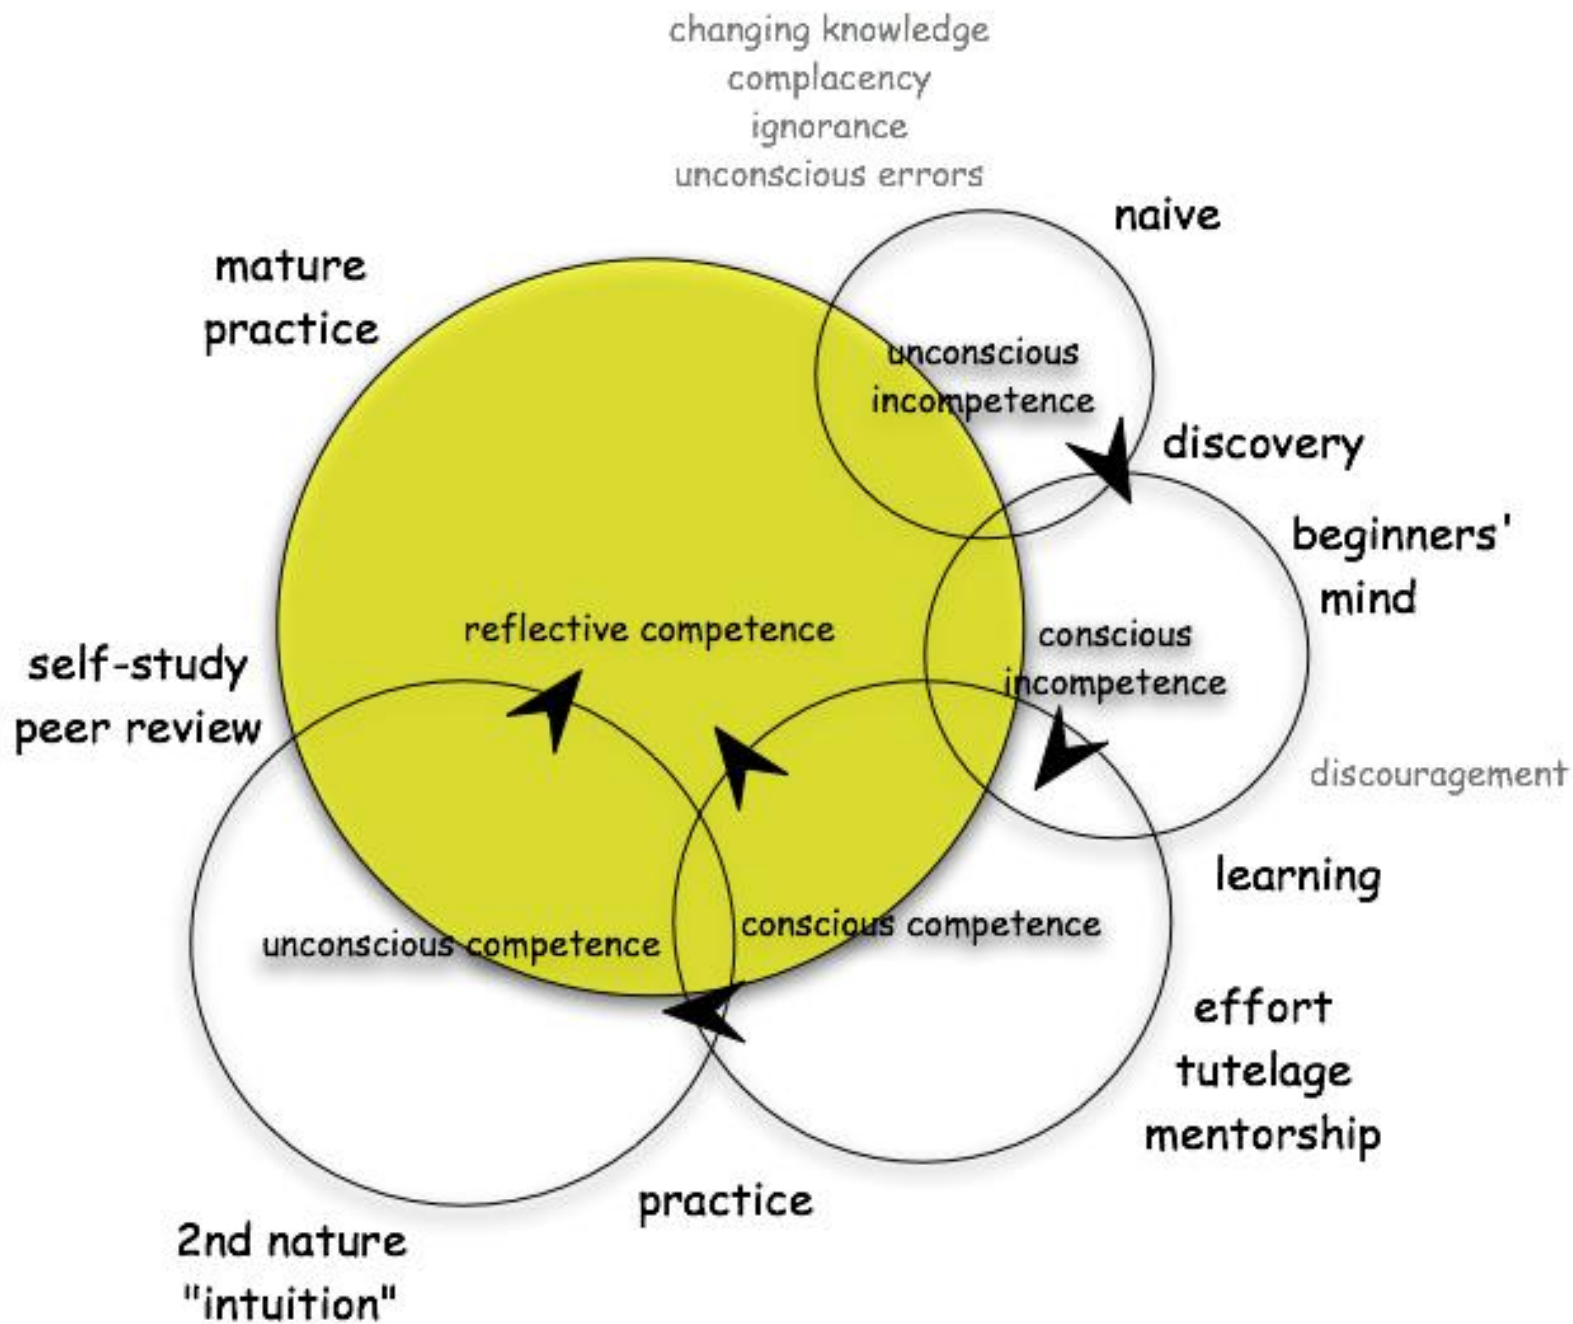 changing knowledge
complacency
ignorance
unconscious errors
naive
mature
practice
unconscious
incompetence
discovery
beginners'
mind
reflective competence
conscious
incompetence
self-study
peer review
discouragement
learning
unconscious competence
conscious competence
effort
tutelage
mentorship
practice
2nd nature
"intuition"